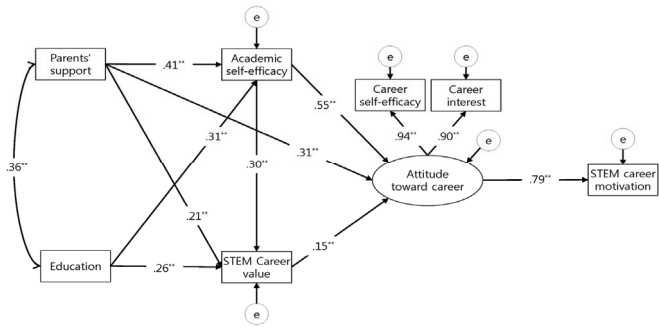 e
Parents'
support
.41**
Academic
self-efficacy
e
e
Career
self-efficacy
Career
interest
.55**
.94**
.90**
e
e
.31**
.36**
.30**
.31**
Attitude
toward career
.79**
STEM career
motivation
.21**
Education
.26**
STEM Career
value
.15**
e